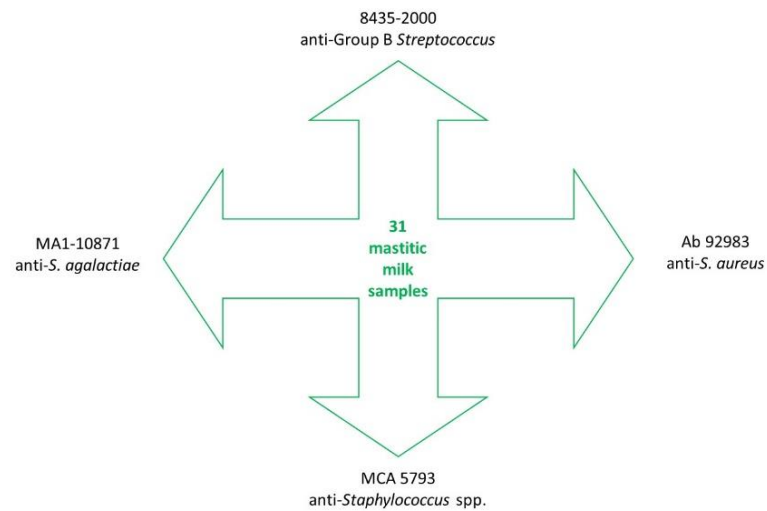 8435-2000
anti-Group B Streptococcus
MA1-10871
anti-S. agalactiae
31
mastitic
milk
samples
Ab 92983
anti-S. aureus
MCA 5793
anti-Staphylococcus spp.